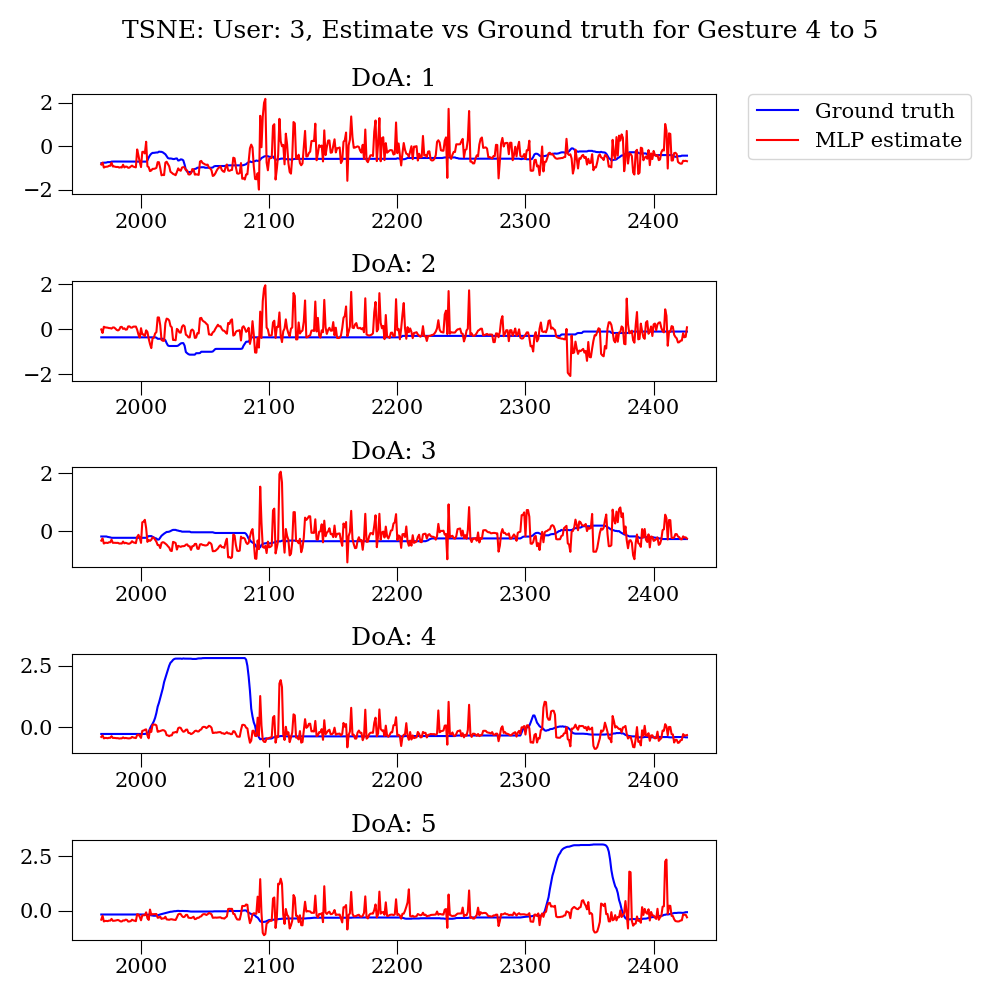 TSNE: User: 3, Estimate vs Ground truth for Gesture 4 to 5
DoA: 1
Ground truth
MLP estimate
2
0
−2
2000 2100 2200 2300 2400
DoA: 2
2
0
−2
2000 2100 2200 2300 2400
DoA: 3
2
0
2000 2100 2200 2300 2400
DoA: 4
2.5
0.0
2000 2100 2200 2300 2400
DoA: 5
2.5
0.0
2000 2100 2200 2300 2400